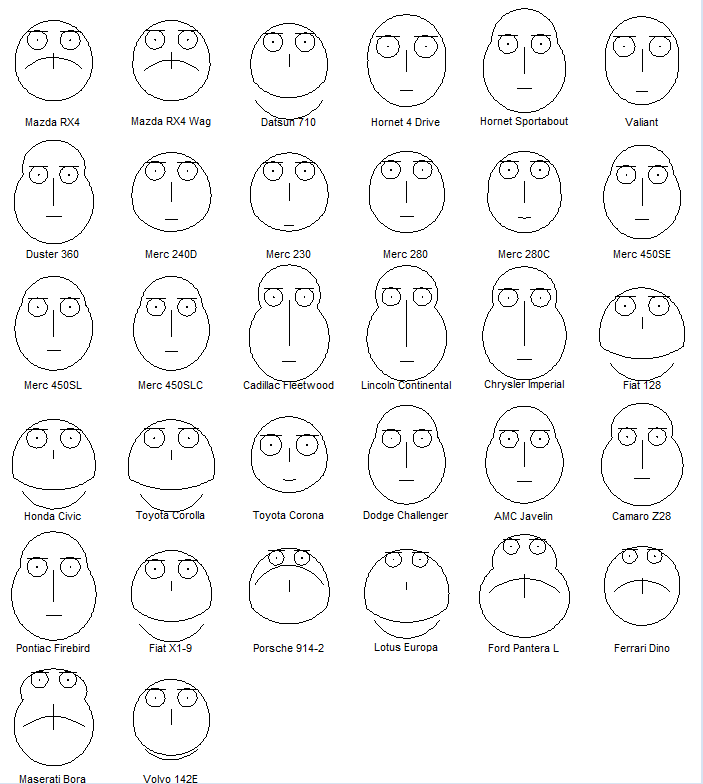 Mazda RX4 Mazda RX4 Wag Datsun 710 Hornet 4 Drive Hornet Sportabout Valiant
Duster 360 Merc 240D Merc 230 Merc 280 Merc 280C Merc 450SE
Merc 450SL Merc 450SLC Cadillac Fleetwood Lincoln Continental Chrysler Imperial Fiat 128
Honda Civic Toyota Corolla Toyota Corona Dodge Challenger AMC Javelin Camaro Z28
Pontiac Firebird Fiat X1-9 Porsche 914-2 Lotus Europa Ford Pantera L Ferrari Dino
Maserati Bora Volvo 142E